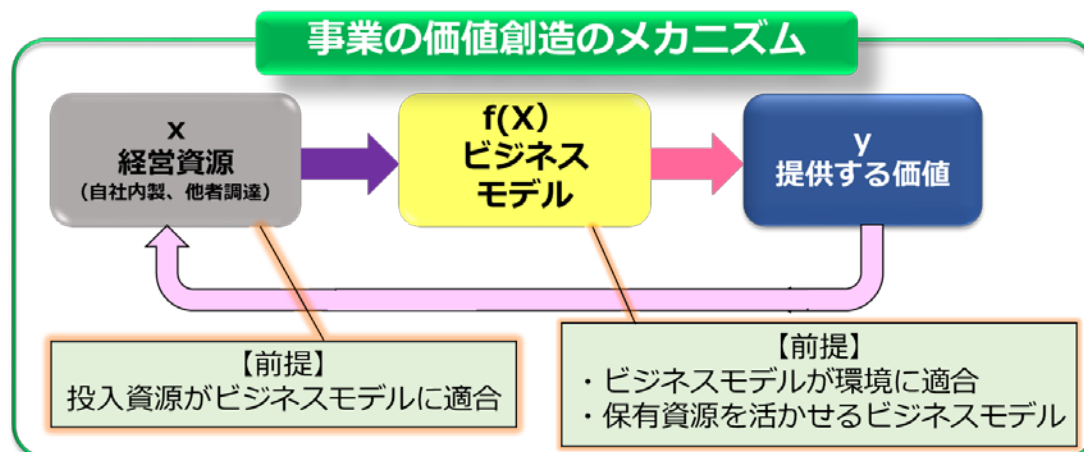 事業の価値創造のメカニズム
x
経営資源
（自社内製、他者調達）
f(X)
ビジネス
モデル
y
提供する価値
【前提】
投入資源がビジネスモデルに適合
【前提】
・ビジネスモデルが環境に適合
・保有資源を活かせるビジネスモデル